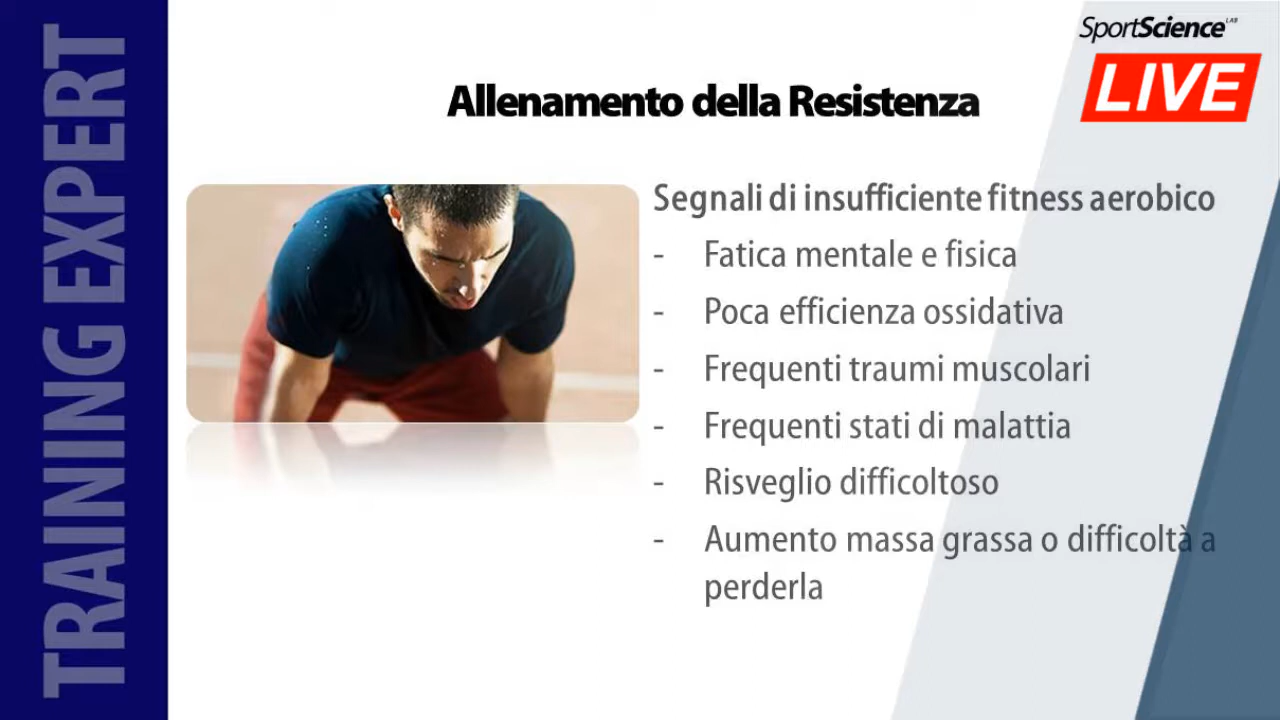 TRAINING EXPERT
SportScience LAB
LIVE
Allenamento della Resistenza
Segnali di insufficiente fitness aerobico
- Fatica mentale e fisica
- Poca efficienza ossidativa
- Frequenti traumi muscolari
- Frequenti stati di malattia
- Risveglio difficoltoso
- Aumento massa grassa o difficoltà a
perderla